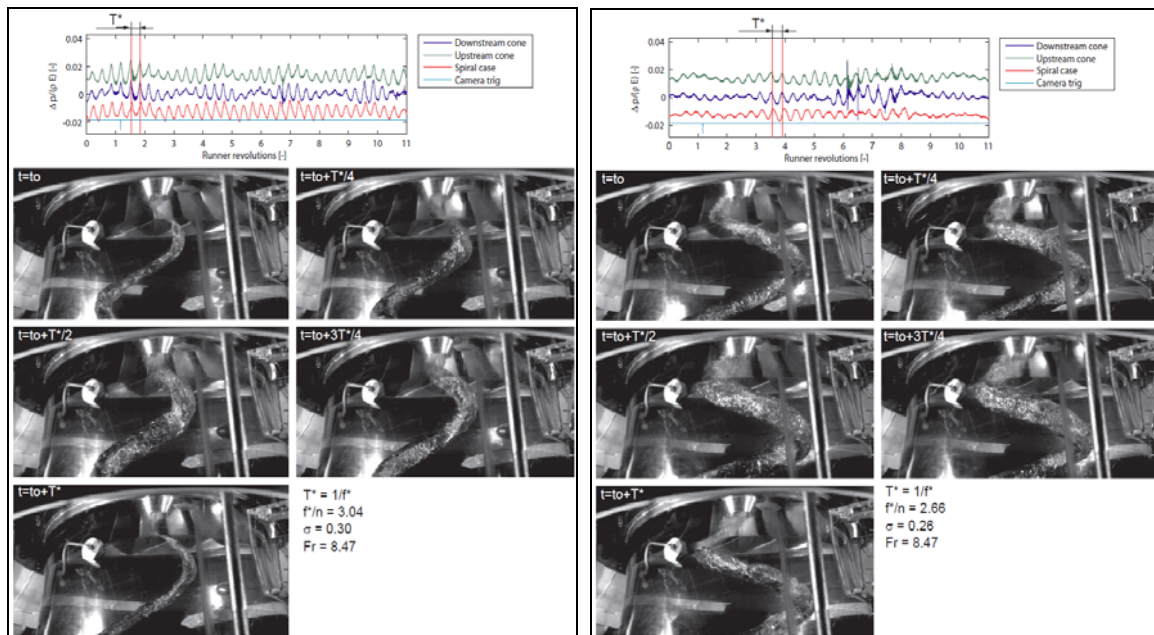 T*
0.04
0.02
0
-0.02
Δ p/(ρ E) [-]
0 1 2 3 4 5 6 7 8 9 10 11
Runner revolutions [-]
Downstream cone
Upstream cone
Spiral case
Camera trig
t=to
t=to+T*/4
t=to+T*/2
t=to+3T*/4
t=to+T*
T* = 1/f*
f*/n = 3.04
σ = 0.30
Fr = 8.47
T*
0.04
0.02
0
-0.02
Δ p/(ρ E) [-]
0 1 2 3 4 5 6 7 8 9 10 11
Runner revolutions [-]
Downstream cone
Upstream cone
Spiral case
Camera trig
t=to
t=to+T*/4
t=to+T*/2
t=to+3T*/4
t=to+T*
T* = 1/f*
f*/n = 2.66
σ = 0.26
Fr = 8.47